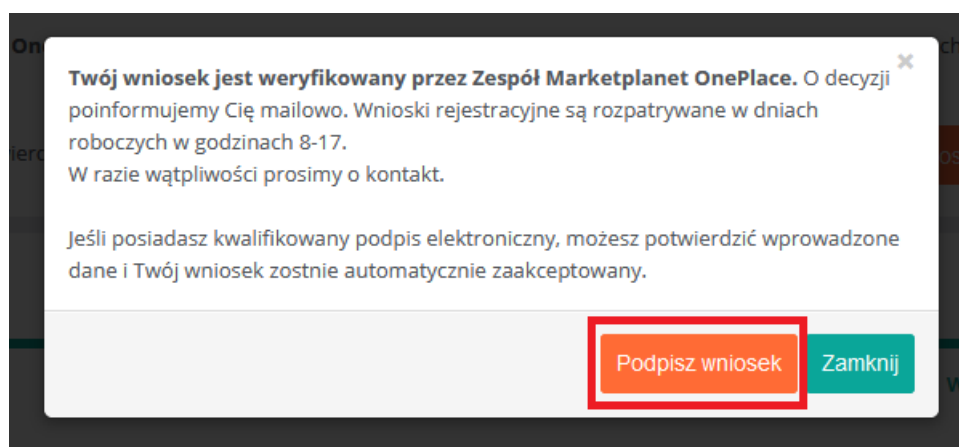 On
Twój wniosek jest weryfikowany przez Zespół Marketplanet OnePlace. O decyzji
poinformujemy Cię mailowo. Wnioski rejestracyjne są rozpatrywane w dniach
roboczych w godzinach 8-17.
W razie wątpliwości prosimy o kontakt.
Jeśli posiadasz kwalifikowany podpis elektroniczny, możesz potwierdzić wprowadzone
dane i Twój wniosek zostnie automatycznie zaakceptowany.
Podpisz wniosek
Zamknij